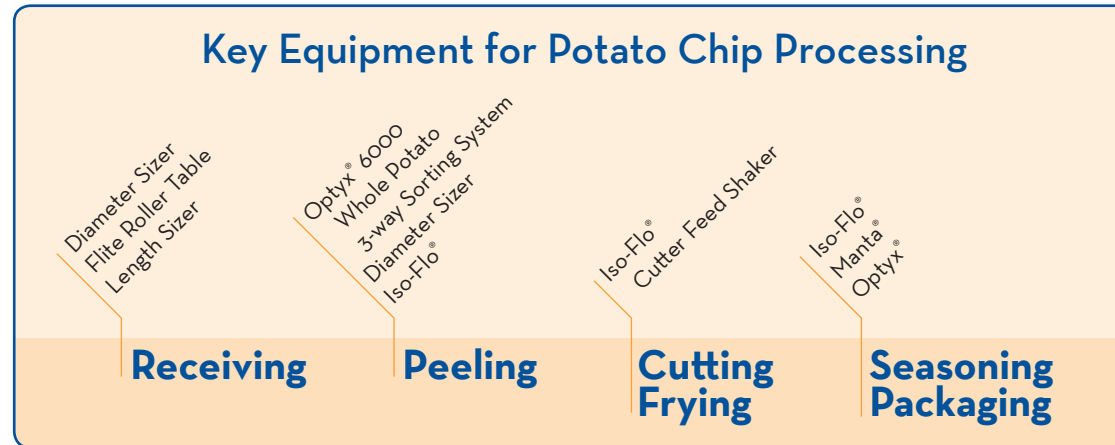 Key Equipment for Potato Chip Processing
Diameter Sizer
Flite Roller Table
Length Sizer
Receiving
Optyx® 6000
Whole Potato
3-way Sorting System
Diameter Sizer
Iso-Flo®
Peeling
Iso-Flo®
Cutter Feed Shaker
Cutting
Frying
Iso-Flo®
Manta®
Optyx®
Seasoning
Packaging